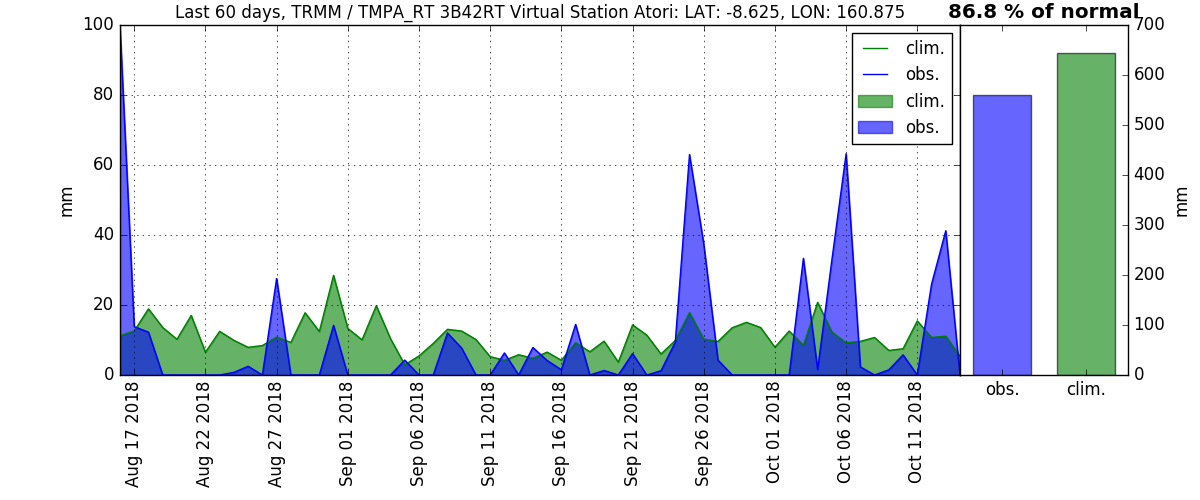 Last 60 days, TRMM / TMPA_RT 3B42RT Virtual Station Atori: LAT: -8.625, LON: 160.875
86.8 % of normal
100
80
60
40
20
0
mm
clim.
obs.
clim.
obs.
700
600
500
400
300
200
100
0
mm
Aug 17 2018
Aug 22 2018
Aug 27 2018
Sep 01 2018
Sep 06 2018
Sep 11 2018
Sep 16 2018
Sep 21 2018
Sep 26 2018
Oct 01 2018
Oct 06 2018
Oct 11 2018
obs.
clim.